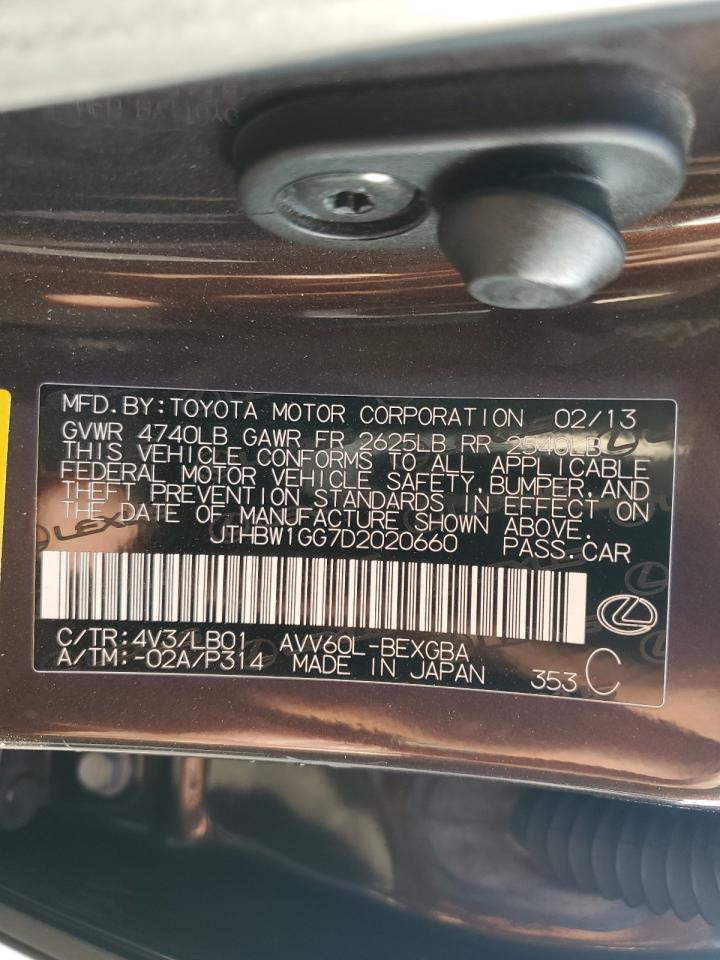 MFD.BY:TOYOTA MOTOR CORPORATION 02/13
GVWR 4740LB GAWR FR 2625LB RR 2540LB
THIS VEHICLE CONFORMS TO ALL APPLICABLE
FEDERAL MOTOR VEHICLE SAFETY,BUMPER,AND
THEFT PREVENTION STANDARDS IN EFFECT ON
THE DATE OF MANUFACTURE SHOWN ABOVE.
JTHBW1GG7D2020660 PASS.CAR
C/TR:4V3/LB01 AVV60L-BEXGBA
A/TM:-02A/P314 MADE IN JAPAN 353 C